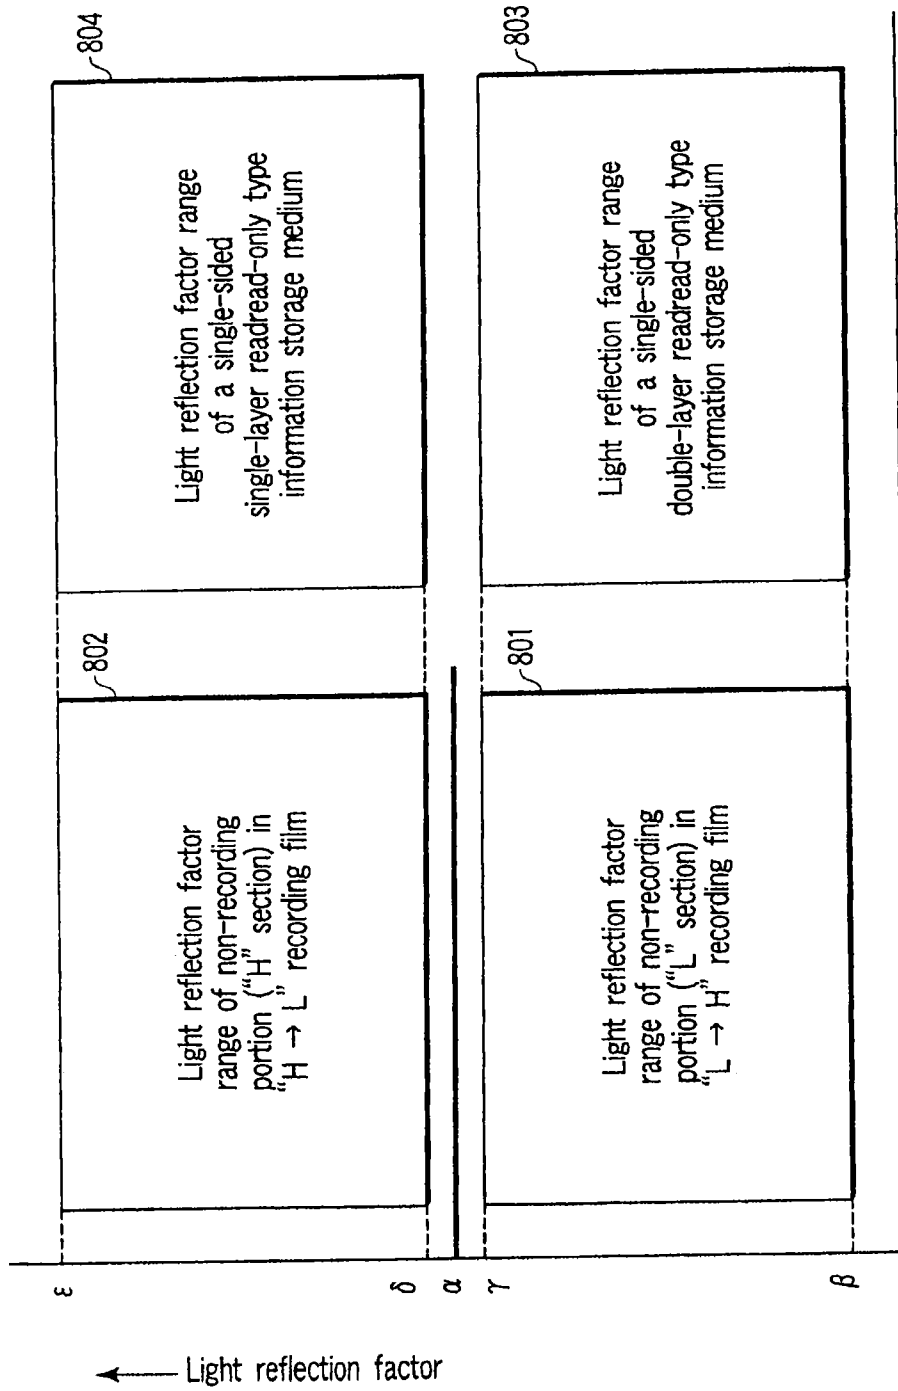 804
Light reflection factor range
of a single-sided
single-layer readread-only type
information storage medium
803
Light reflection factor range
of a single-sided
double-layer readread-only type
information storage medium
802
Light reflection factor
range of non-recording
portion (“H” section) in
“H → L” recording film
801
Light reflection factor
range of non-recording
portion (“L” section) in
“L → H” recording film
ε
δ
α
γ
β
← Light reflection factor